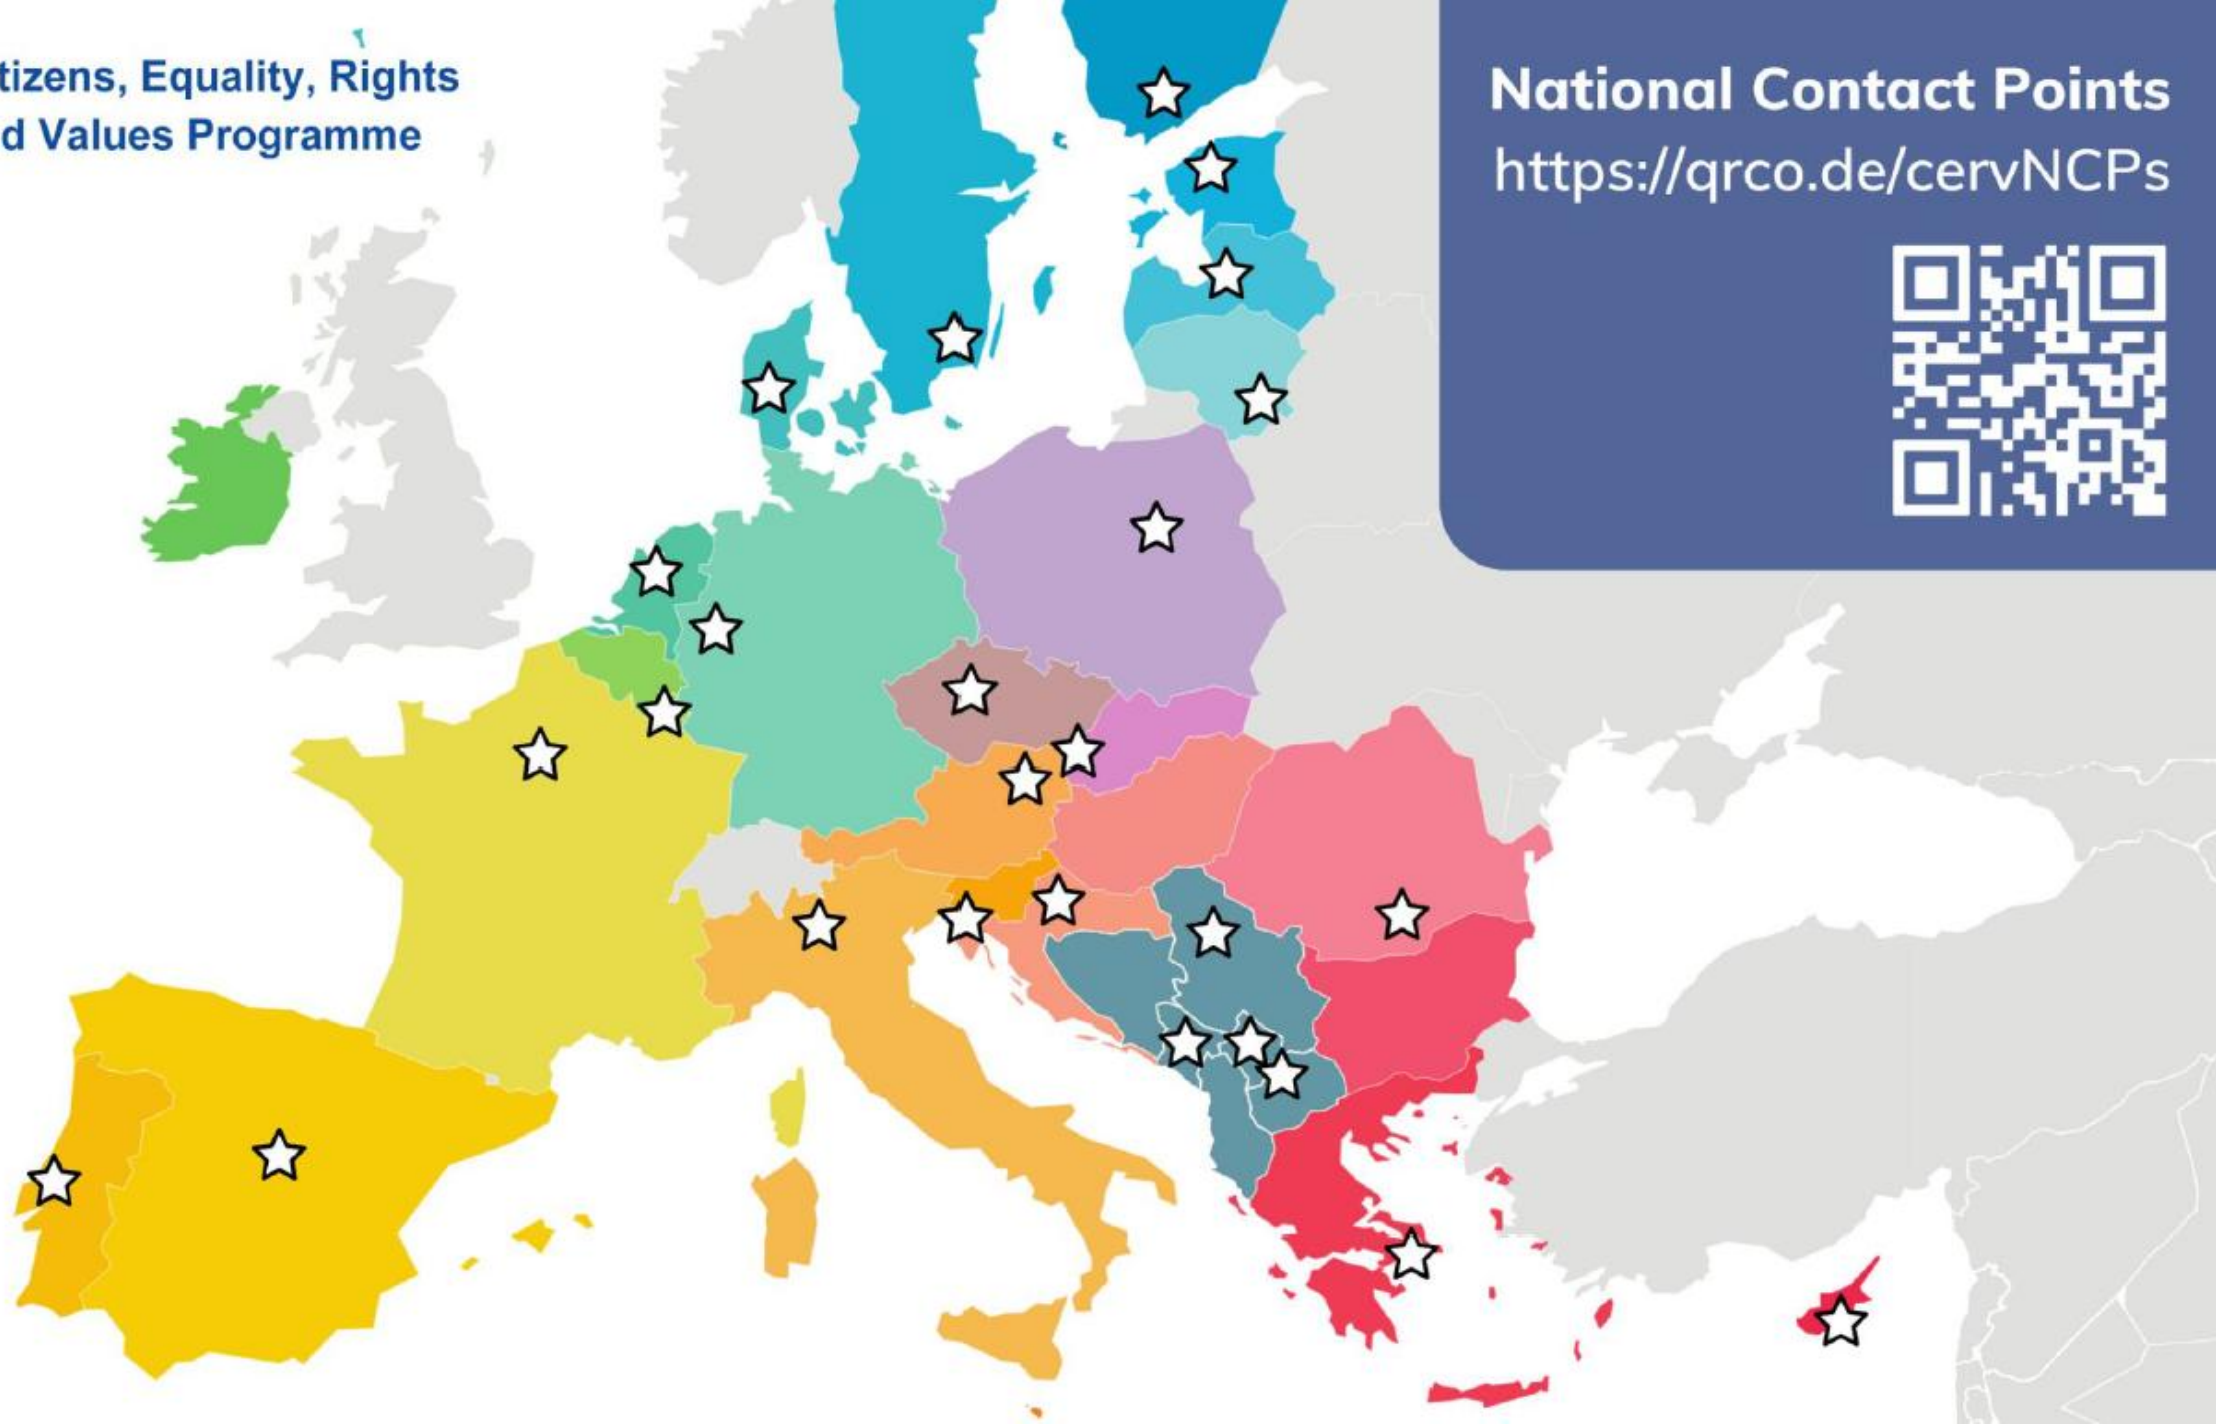 tizens, Equality, Rights
d Values Programme
National Contact Points
https://qrco.de/cervNCPs